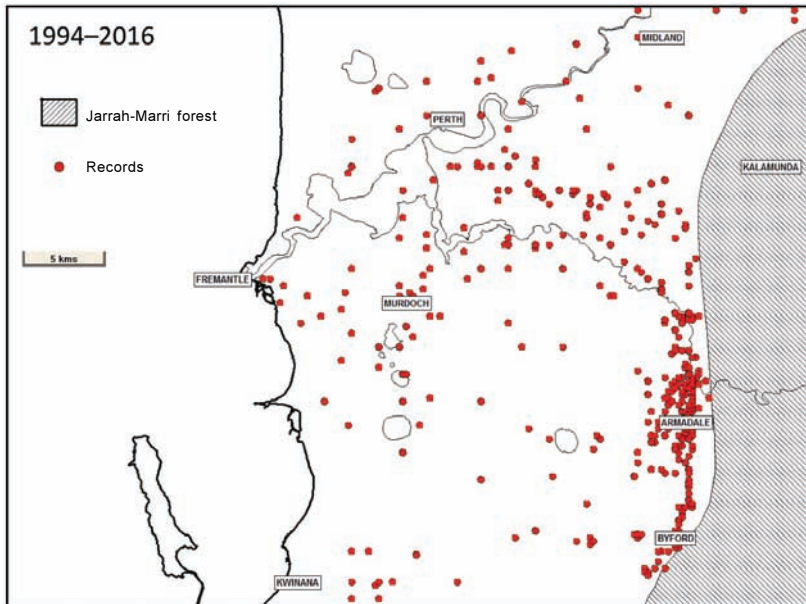 1994–2016
Jarrah-Marri forest
Records
5 kms
MIDLAND
PERTH
KALAMUNDA
FREMANTLE
MURDOCH
ARMADALE
BYFORD
KWINANA